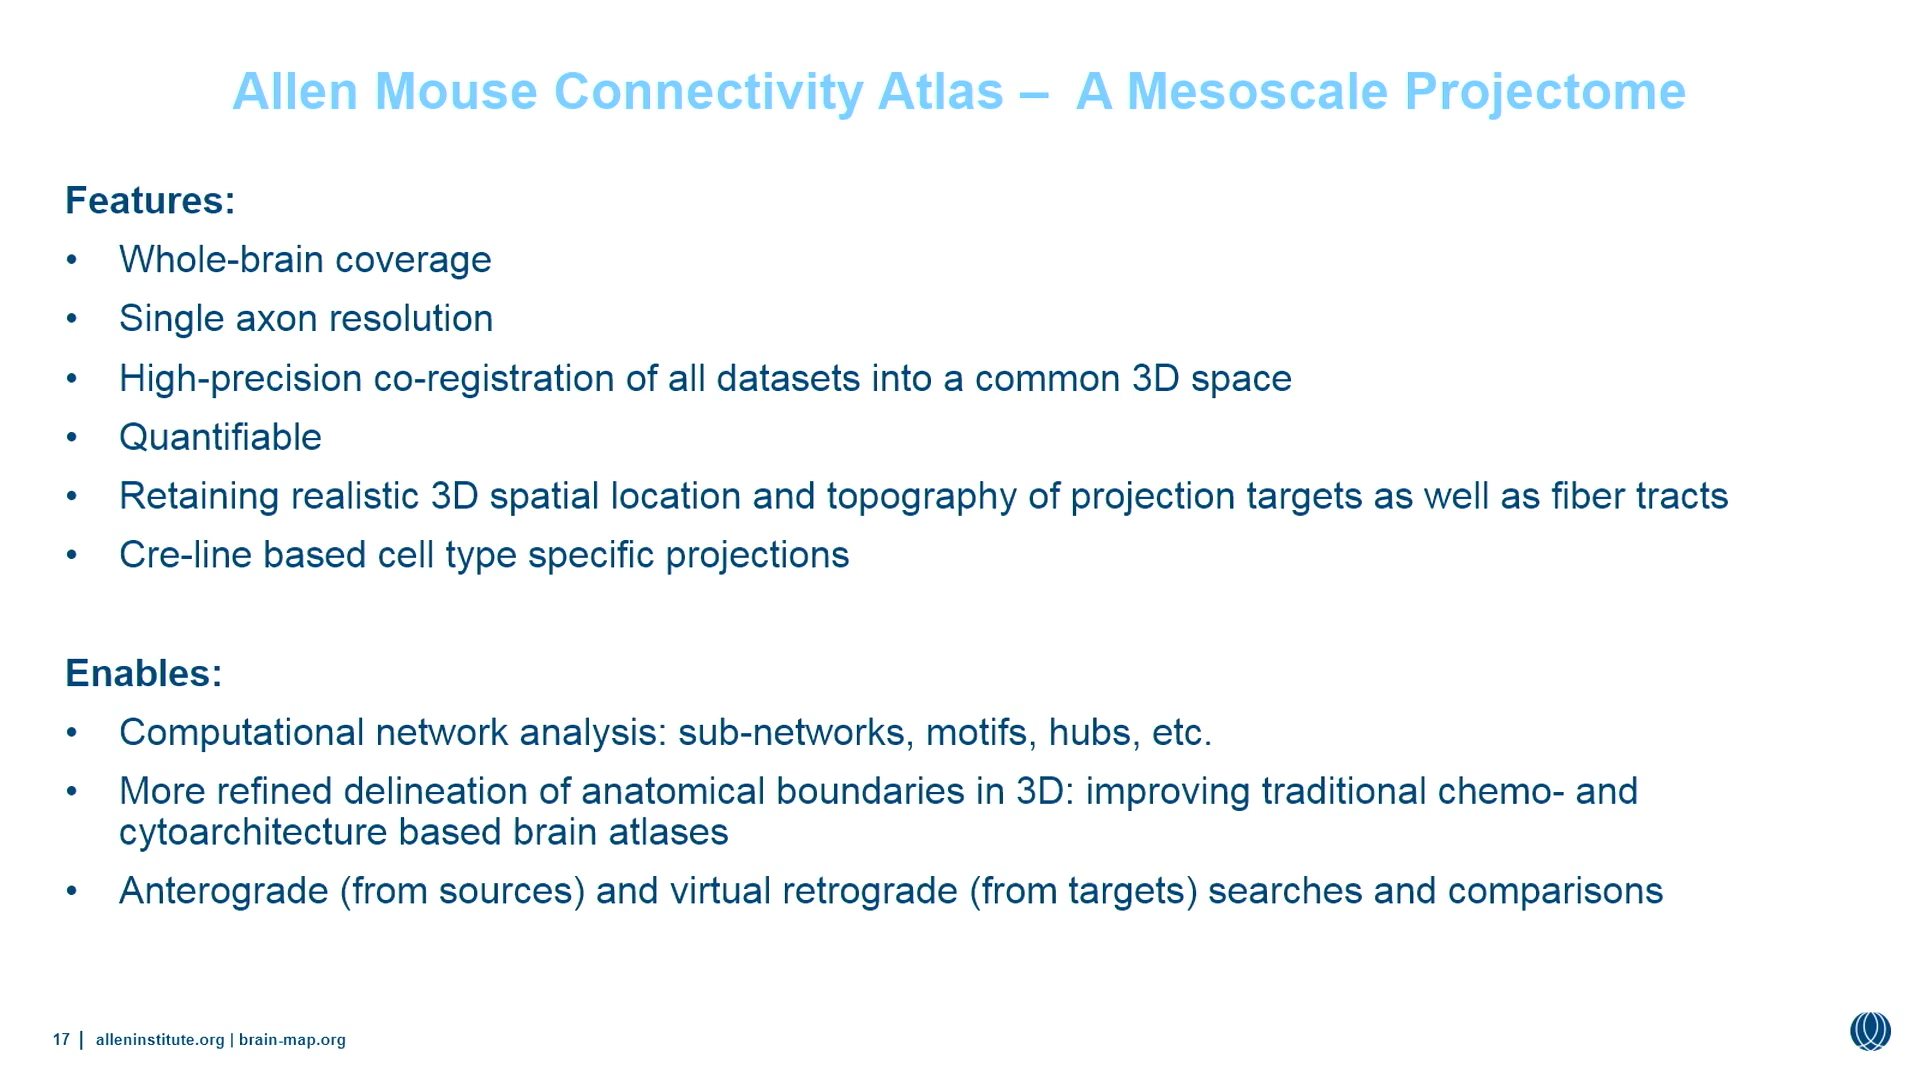 Allen Mouse Connectivity Atlas – A Mesoscale Projectome
Features:
• Whole-brain coverage
• Single axon resolution
• High-precision co-registration of all datasets into a common 3D space
• Quantifiable
• Retaining realistic 3D spatial location and topography of projection targets as well as fiber tracts
• Cre-line based cell type specific projections
Enables:
• Computational network analysis: sub-networks, motifs, hubs, etc.
• More refined delineation of anatomical boundaries in 3D: improving traditional chemo- and
cytoarchitecture based brain atlases
• Anterograde (from sources) and virtual retrograde (from targets) searches and comparisons
17 | alleninstitute.org | brain-map.org